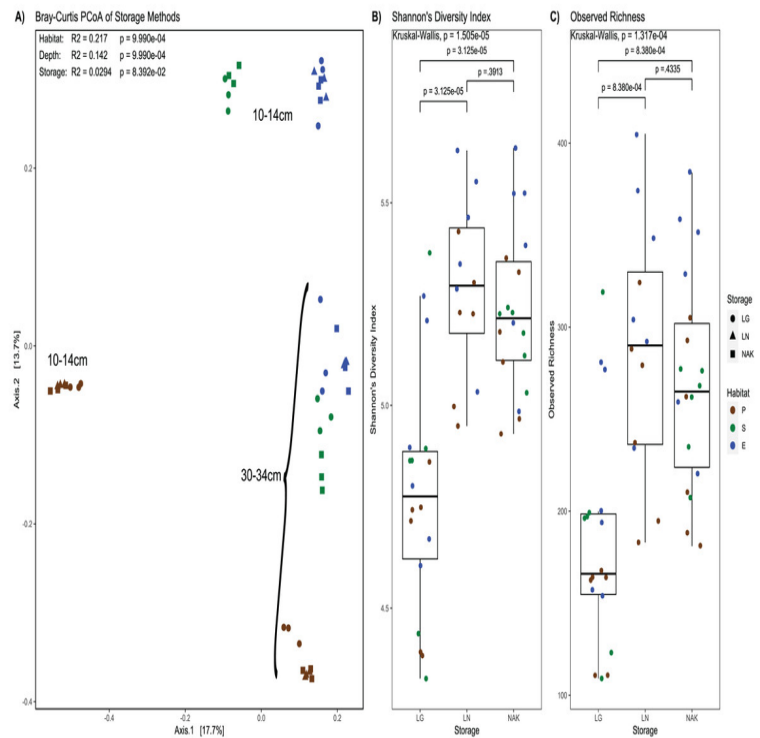 A) Bray-Curtis PCoA of Storage Methods
Habitat: R2 = 0.217 p = 9.990e-04
Depth: R2 = 0.142 p = 9.990e-04
Storage: R2 = 0.0294 p = 8.392e-02
10-14cm
10-14cm
30-34cm
0.2
0.0
-0.2
-0.4
Axis.2 [13.7%]
-0.4
-0.2
0.0
0.2
Axis.1 [17.7%]
B) Shannon's Diversity Index
Kruskal-Wallis, p = 1.505e-05
p = 3.125e-05
p = .3913
p = 3.125e-05
5.5
5.0
4.5
Shannon's Diversity Index
LG
LN
NAK
Storage
C) Observed Richness
Kruskal-Wallis, p = 1.317e-04
p = 8.380e-04
p = .4335
p = 8.380e-04
400
300
200
100
Observed Richness
LG
LN
NAK
Storage
Storage
LG
LN
NAK
Habitat
P
S
E